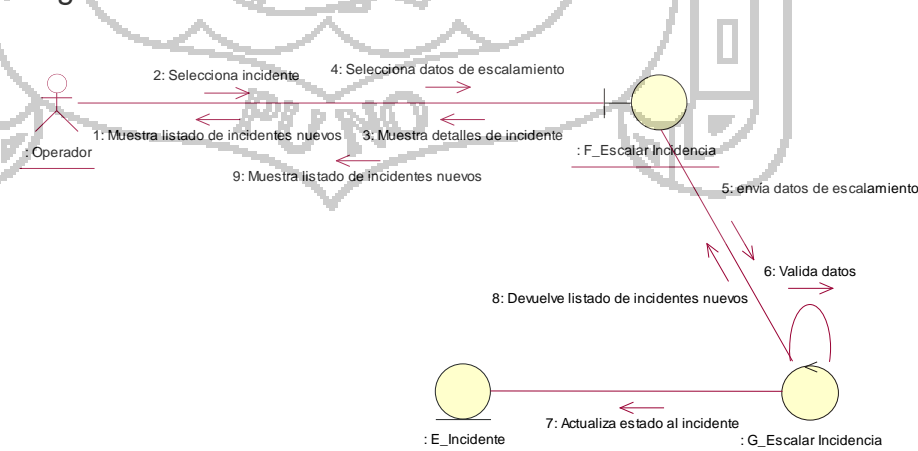 2: Selecciona incidente
4: Selecciona datos de escalamiento
PUNO
1: Muestra listado de incidentes nuevos
3: Muestra detalles de incidente
: Operador
: F_Escalar Incidencia
9: Muestra listado de incidentes nuevos
5: envía datos de escalamiento
6: Valida datos
8: Devuelve listado de incidentes nuevos
7: Actualiza estado al incidente
: E_Incidente
: G_Escalar Incidencia